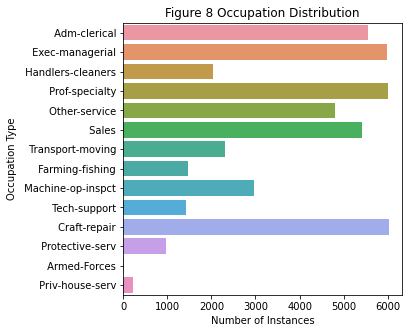 Figure 8 Occupation Distribution
Adm-clerical
Exec-managerial
Handlers-cleaners
Prof-specialty
Other-service
Sales
Transport-moving
Farming-fishing
Machine-op-inspct
Tech-support
Craft-repair
Protective-serv
Armed-Forces
Priv-house-serv
Occupation Type
0 1000 2000 3000 4000 5000 6000
Number of Instances